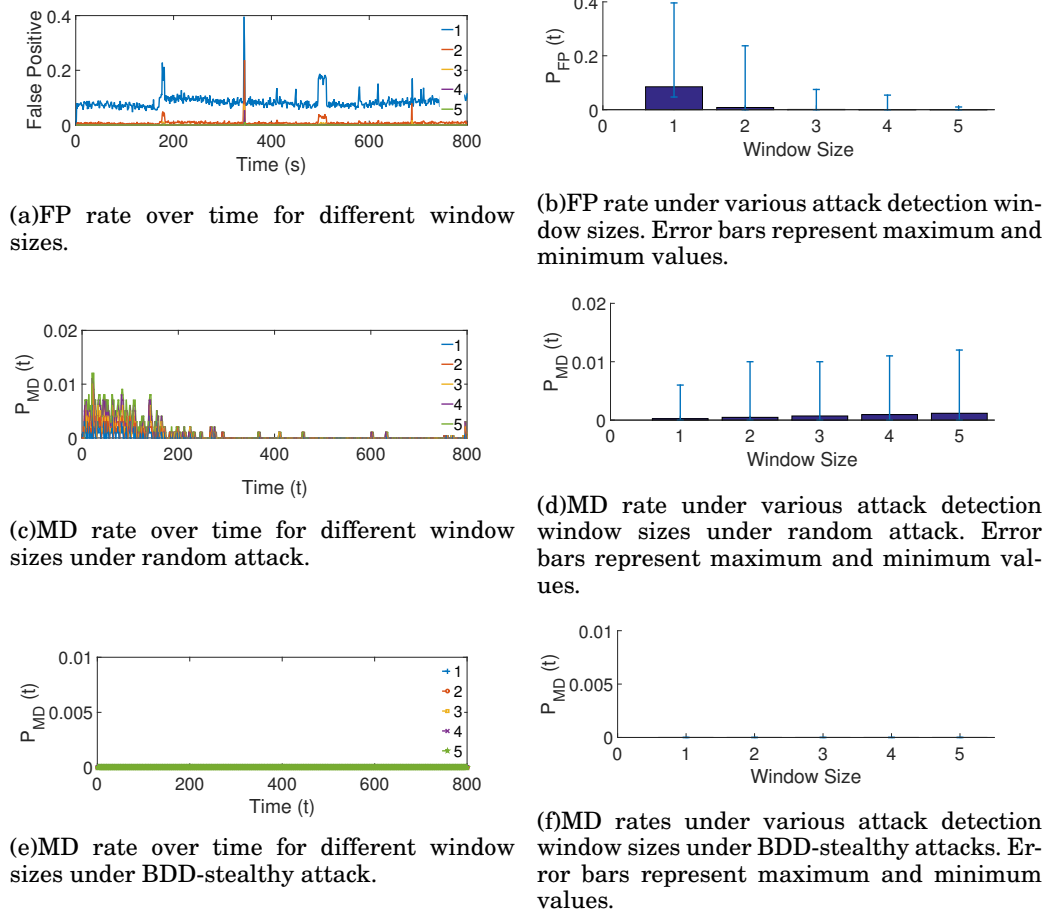 0.4
0.2
0
False Positive
1
2
3
4
5
0 200 400 600 800
Time (s)
(a)FP rate over time for different window
sizes.
0.4
0.2
0
P_FP (t)
0 1 2 3 4 5
Window Size
(b)FP rate under various attack detection win-
dow sizes. Error bars represent maximum and
minimum values.
0.02
0.01
0
P_MD (t)
1
2
3
4
5
0 200 400 600 800
Time (t)
(c)MD rate over time for different window
sizes under random attack.
0.02
0.01
0
P_MD (t)
0 1 2 3 4 5
Window Size
(d)MD rate under various attack detection
window sizes under random attack. Error
bars represent maximum and minimum val-
ues.
0.01
0.005
0
P_MD (t)
1
2
3
4
5
0 200 400 600 800
Time (t)
(e)MD rate over time for different window
sizes under BDD-stealthy attack.
0.01
0.005
0
P_MD (t)
0 1 2 3 4 5
Window Size
(f)MD rates under various attack detection
window sizes under BDD-stealthy attacks. Er-
ror bars represent maximum and minimum
values.